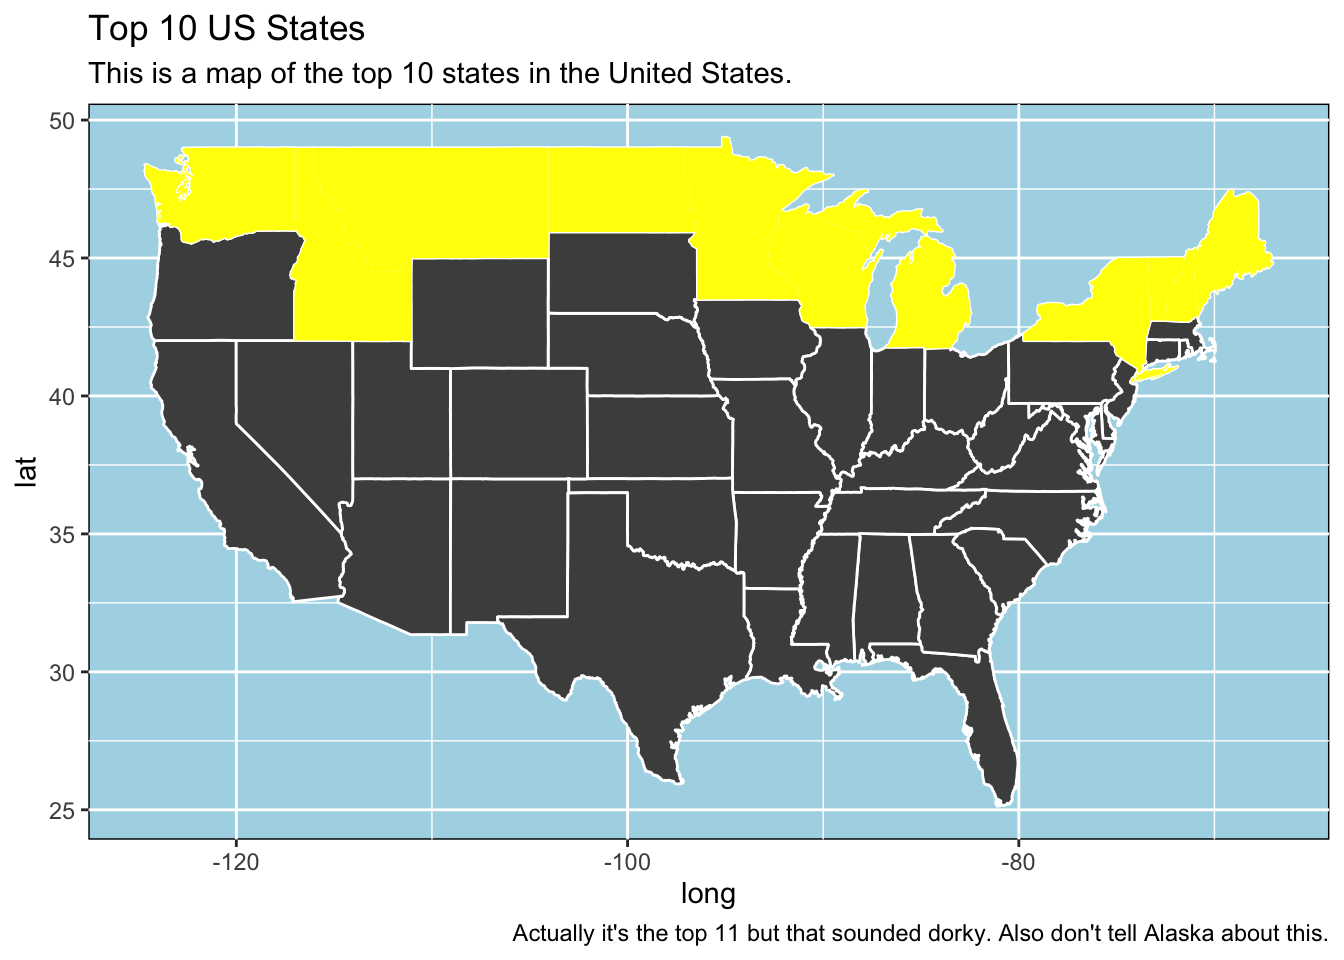 Top 10 US States
This is a map of the top 10 states in the United States.
50
45
40
35
30
25
lat
-120
-100
-80
long
Actually it's the top 11 but that sounded dorky. Also don't tell Alaska about this.